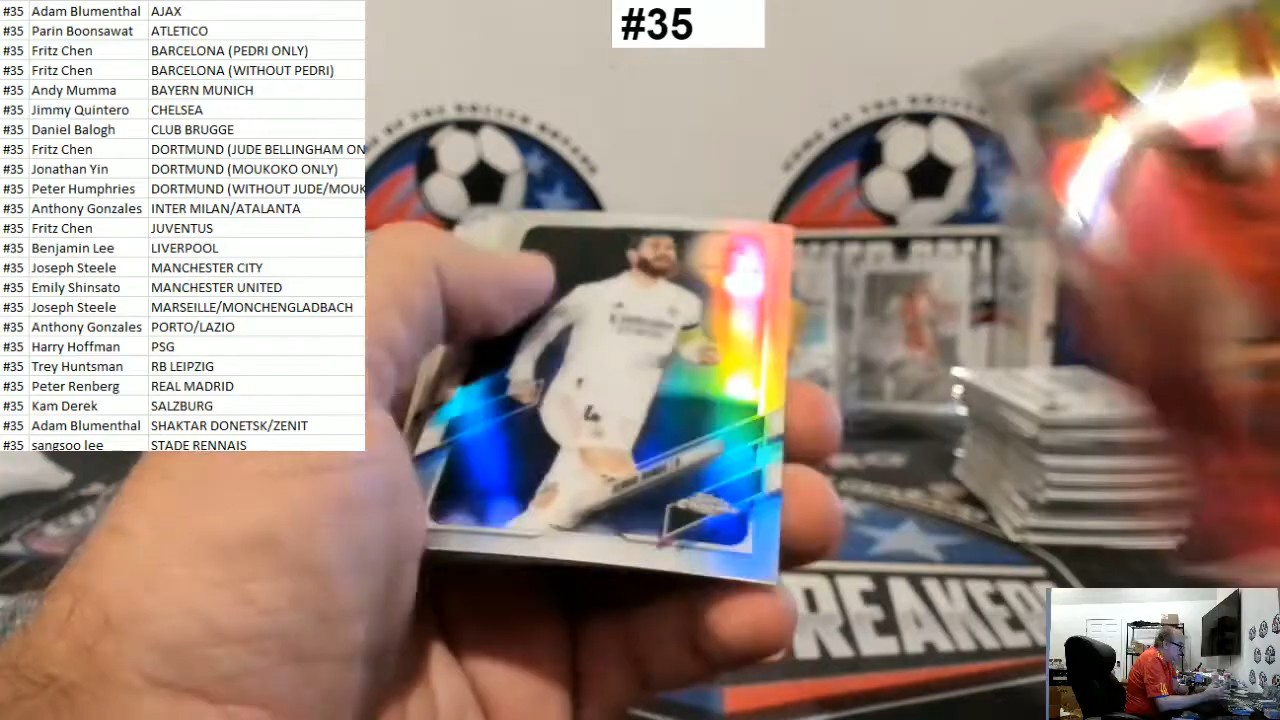 #35 Adam Blumenthal AJAX
#35 Parin Boonsawat ATLETICO
#35 Fritz Chen BARCELONA (PEDRI ONLY)
#35 Fritz Chen BARCELONA (WITHOUT PEDRI)
#35 Andy Mumma BAYERN MUNICH
#35 Jimmy Quintero CHELSEA
#35 Daniel Balogh CLUB BRUGGE
#35 Fritz Chen DORTMUND (JUDE BELLINGHAM ON
#35 Jonathan Yin DORTMUND (MOUKOKO ONLY)
#35 Peter Humphries DORTMUND (WITHOUT JUDE/MOUK
#35 Anthony Gonzales INTER MILAN/ATALANTA
#35 Fritz Chen JUVENTUS
#35 Benjamin Lee LIVERPOOL
#35 Joseph Steele MANCHESTER CITY
#35 Emily Shinsato MANCHESTER UNITED
#35 Joseph Steele MARSEILLE/MONCHENGLADBACH
#35 Anthony Gonzales PORTO/LAZIO
#35 Harry Hoffman PSG
#35 Trey Huntsman RB LEIPZIG
#35 Peter Renberg REAL MADRID
#35 Kam Derek SALZBURG
#35 Adam Blumenthal SHAKTAR DONETSK/ZENIT
#35 sangsoo lee STADE RENNAIS
#35
4
REAKERS